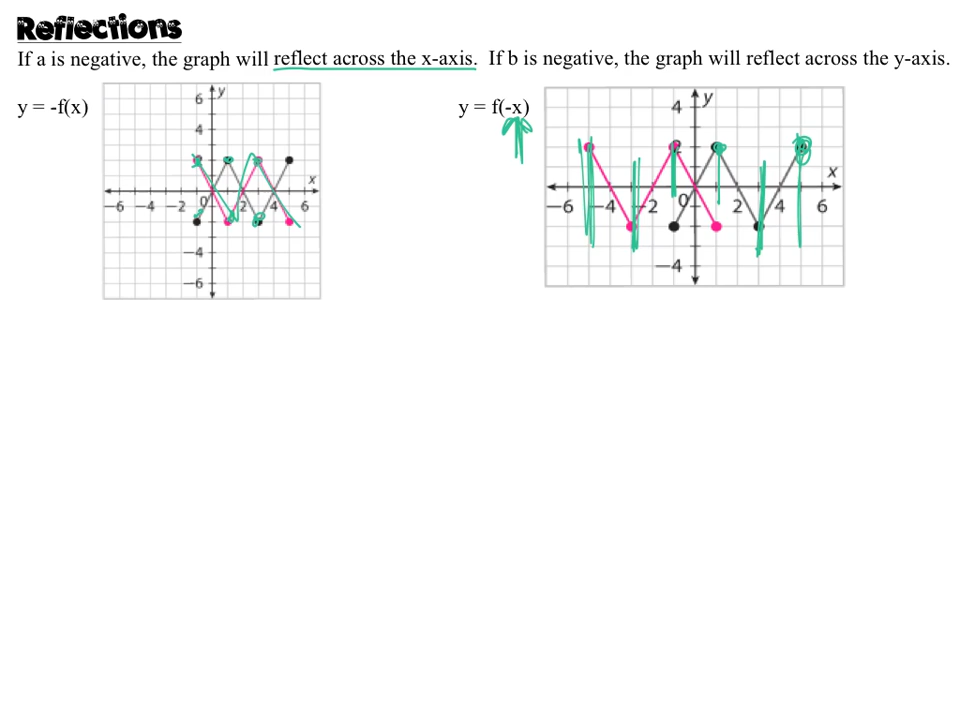 Reflections
If a is negative, the graph will reflect across the x-axis. If b is negative, the graph will reflect across the y-axis.
y = -f(x)
y = f(-x)
y
6
4
x
-6 -4 -2 0 2 4 6
-4
-6
y
4
2
x
-6 -4 -2 0 2 4 6
-4